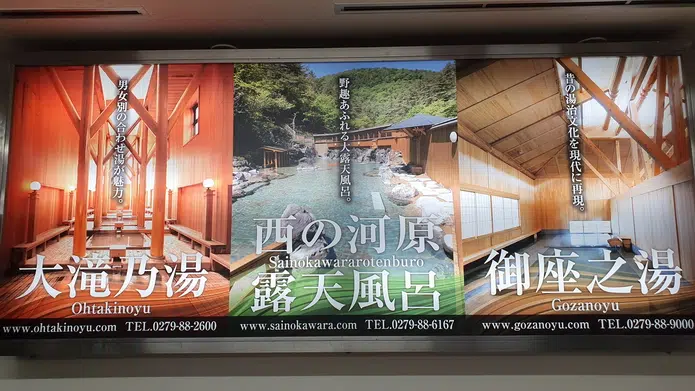 男女別の合わせ湯が魅力。
大滝乃湯
Ohtakinoyu
www.ohtakinoyu.com TEL.0279-88-2600
野趣あふれる大露天風呂。
西の河原
Sainokawararotenburo
露天風呂
www.sainokawara.com TEL.0279-88-6167
昔の湯治文化を現代に再現。
御座之湯
Gozanoyu
www.gozanoyu.com TEL.0279-88-9000